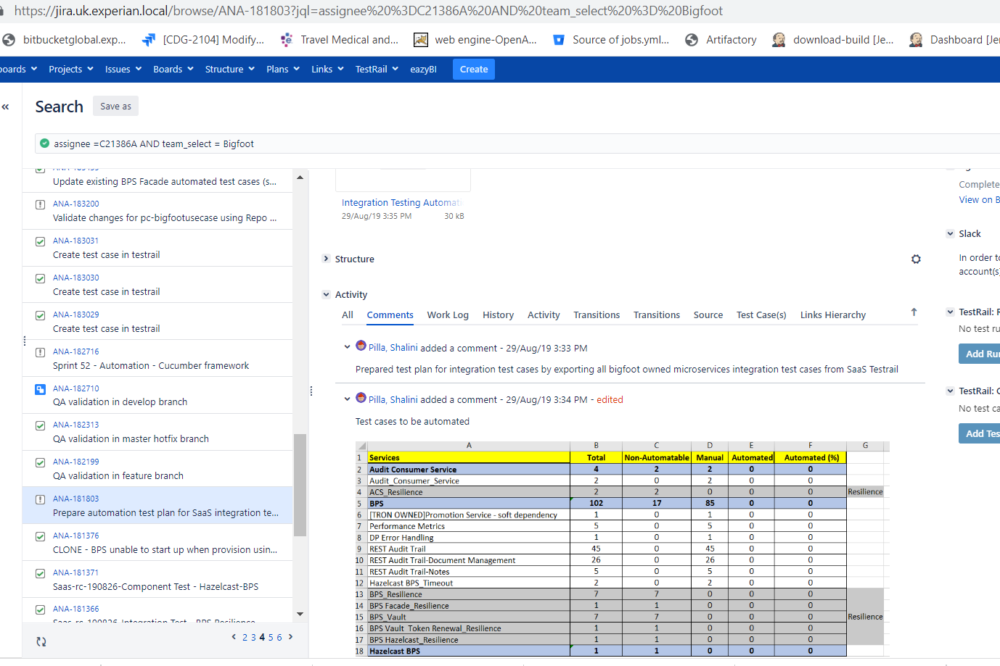 https://jira.uk.experian.local/browse/ANA-181803?jql=assignee%20%3DC21386A%20AND%20team_select%20%3D%20Bigfoot
bitbucketglobal.exp... [CDG-2104] Modify... Travel Medical and... web engine-OpenA... Source of jobs.yml... Artifactory download-build [Je... Dashboard [Je
oards Projects Issues Boards Structure Plans Links TestRail eazyBI Create
«
Search Save as
assignee =C21386A AND team_select = Bigfoot
Update existing BPS Facade automated test cases (s...
ANA-183200
Validate changes for pc-bigfootusecase using Repo ...
ANA-183031
Create test case in testrail
ANA-183030
Create test case in testrail
ANA-183029
Create test case in testrail
ANA-182716
Sprint 52 - Automation - Cucumber framework
ANA-182710
QA validation in develop branch
ANA-182313
QA validation in master hotfix branch
ANA-182199
QA validation in feature branch
ANA-181803
Prepare automation test plan for SaaS integration te...
ANA-181376
CLONE - BPS unable to start up when provision usin...
ANA-181371
Saas-rc-190826-Component Test - Hazelcast-BPS
ANA-181366
Saas-rc-190826-Integration Test - BPS Resilience
2 3 4 5 6
Integration Testing Automat
29/Aug/19 3:35 PM 30 kB
Structure
Activity
All Comments Work Log History Activity Transitions Transitions Source Test Case(s) Links Hierarchy
Pilla, Shalini added a comment - 29/Aug/19 3:33 PM
Prepared test plan for integration test cases by exporting all bigfoot owned microservices integration test cases from SaaS Testrail
Pilla, Shalini added a comment - 29/Aug/19 3:34 PM - edited
Test cases to be automated
A B C D E F G
1 Services Total Non-Automatable Manual Automated Automated (%)
2 Audit Consumer Service 4 2 2 0 0
3 Audit_Consumer_Service 2 0 2 0 0
4 ACS_Resilience 2 2 0 0 0 Resilience
5 BPS 102 17 85 0 0
6 [TRON OWNED]Promotion Service - soft dependency 1 0 1 0 0
7 Performance Metrics 5 0 5 0 0
8 DP Error Handling 1 0 1 0 0
9 REST Audit Trail 45 0 45 0 0
10 REST Audit Trail-Document Management 26 0 26 0 0
11 REST Audit Trail-Notes 5 0 5 0 0
12 Hazelcast BPS_Timeout 2 0 2 0 0
13 BPS_Resilience 7 7 0 0 0
14 BPS Facade_Resilience 1 1 0 0 0
15 BPS_Vault 7 7 0 0 0 Resilience
16 BPS Vault Token Renewal_Resilience 1 1 0 0 0
17 BPS Hazelcast_Resilience 1 1 0 0 0
18 Hazelcast BPS 1 1 0 0 0
Complete
View on B
Slack
In order to
account(s)
TestRail: R
No test ru
Add Ru
TestRail: C
No test ca
Add Tes